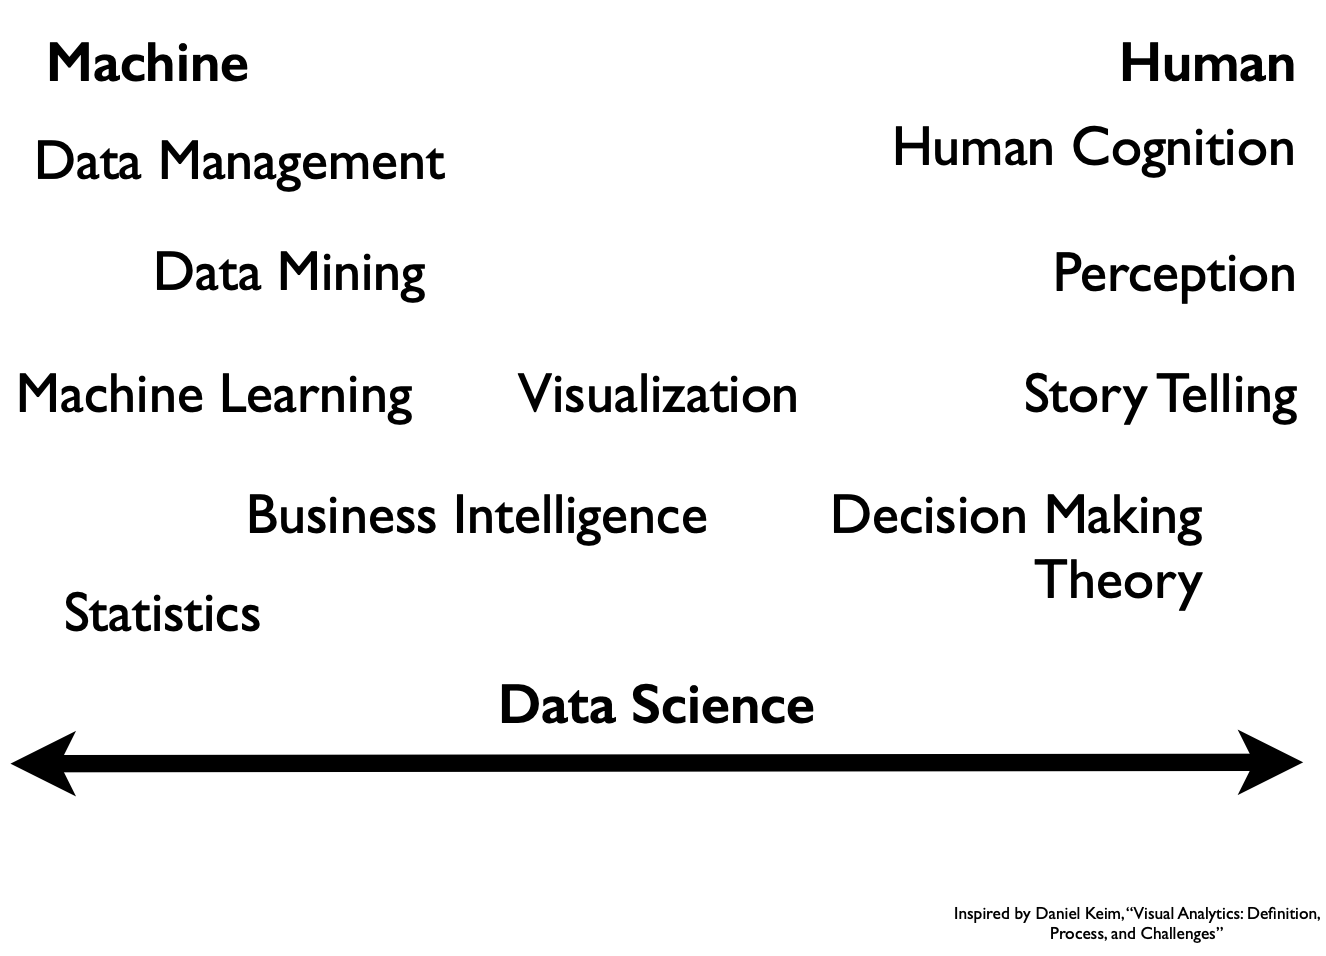 Machine
Human
Data Management
Human Cognition
Data Mining
Perception
Machine Learning
Visualization
Story Telling
Business Intelligence
Decision Making
Theory
Statistics
Data Science
Inspired by Daniel Keim, “Visual Analytics: Definition,
Process, and Challenges”